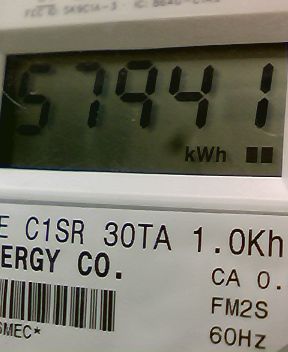 57941
kWh
E C1SR 30TA 1.0Kh
ERGY CO.
CA 0.
FM2S
SMEC*
60Hz